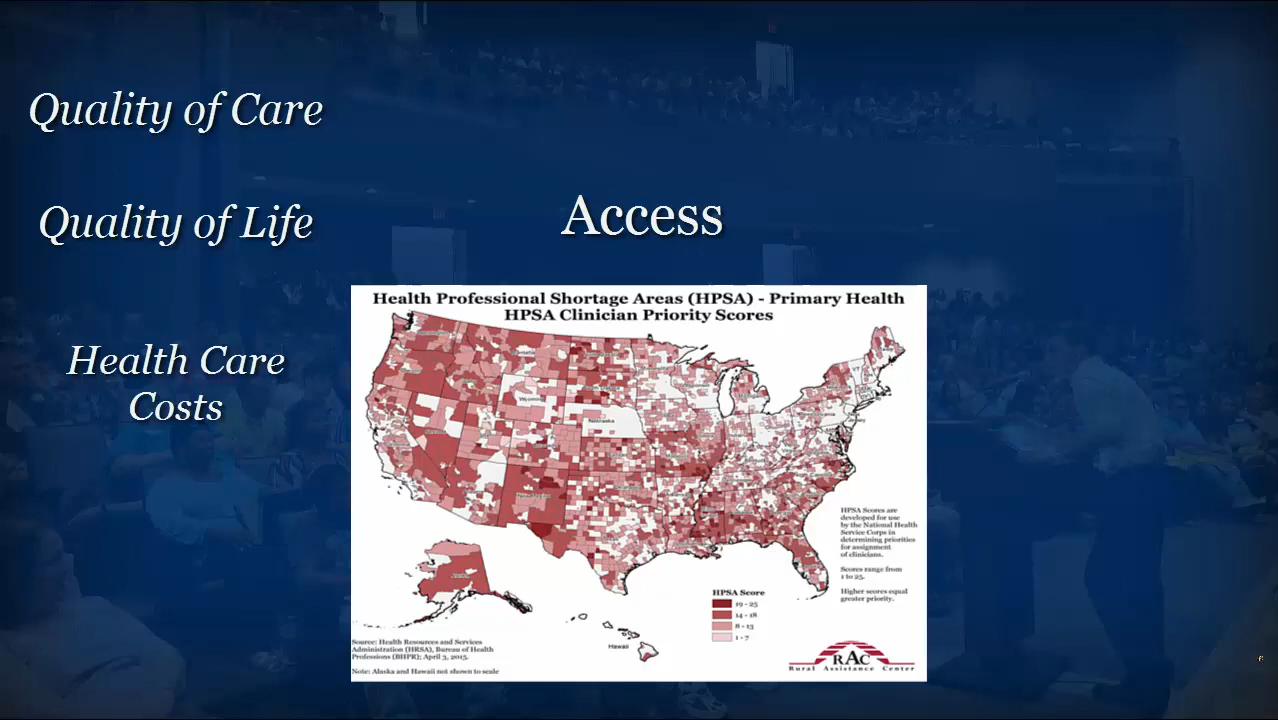 Quality of Care
Quality of Life
Health Care
Costs
Access
Health Professional Shortage Areas (HPSA) - Primary Health
HPSA Clinician Priority Scores
Wyoming
Nebraska
HPSA Scores are
developed for use
by the National Health
Service Corps in
determining priorities
for assignment
of clinicians.
Scores range from
1 to 25.
Higher scores equal
greater priority.
HPSA Score
19 - 25
14 - 18
8 - 13
1 - 7
Hawaii
Source: Health Resources and Services
Administration (HRSA), Bureau of Health
Professions (BHPR); April 3, 2015.
Note: Alaska and Hawaii not shown to scale
RAC
Rural Assistance Center